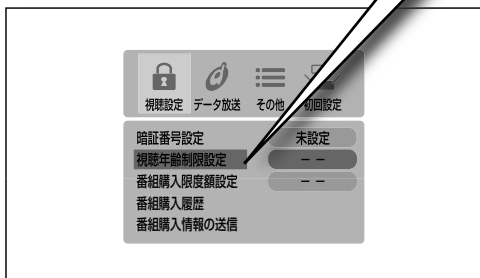 視聴設定 データ放送 その他 初回設定
暗証番号設定 未設定
視聴年齢制限設定 － －
番組購入限度額設定 － －
番組購入履歴
番組購入情報の送信